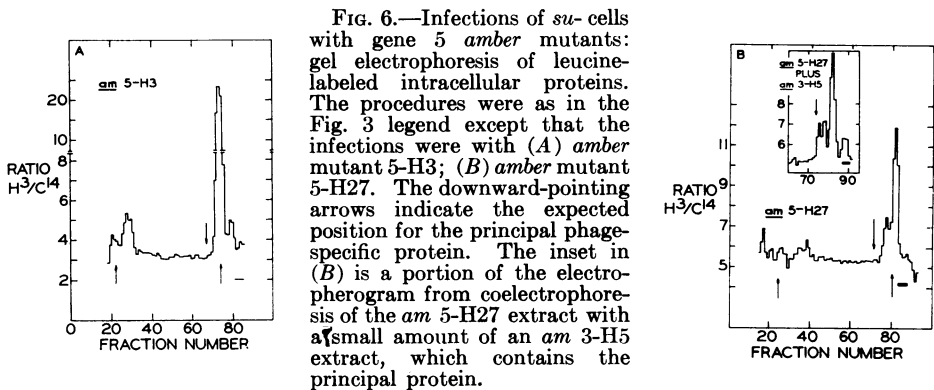 A
am 5-H3
20
10
8
RATIO
H³/C¹⁴
6
4
2
0 20 40 60 80 100
FRACTION NUMBER
FIG. 6.—Infections of su- cells
with gene 5 amber mutants:
gel electrophoresis of leucine-
labeled intracellular proteins.
The procedures were as in the
Fig. 3 legend except that the
infections were with (A) amber
mutant 5-H3; (B) amber mutant
5-H27. The downward-pointing
arrows indicate the expected
position for the principal phage-
specific protein. The inset in
(B) is a portion of the electro-
pherogram from coelectrophore-
sis of the am 5-H27 extract with
a small amount of an am 3-H5
extract, which contains the
principal protein.
B
am 5-H27
PLUS
am 3-H5
8
7
6
5
70 90
11
9
RATIO
H³/C¹⁴
7
am 5-H27
5
20 40 60 80
FRACTION NUMBER